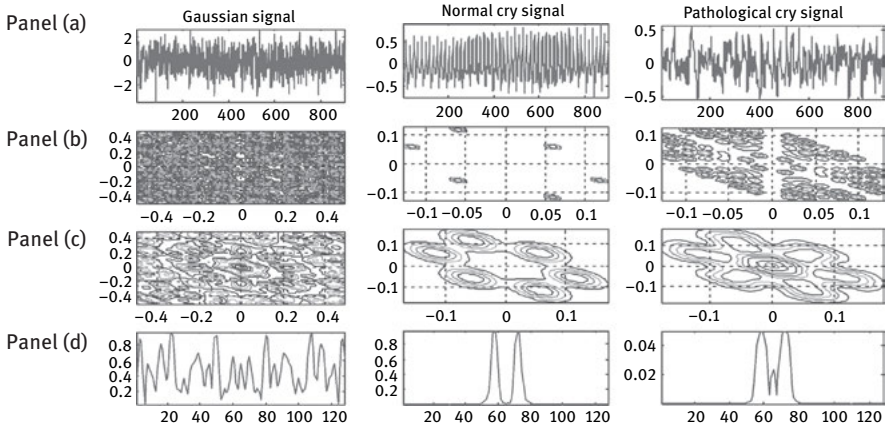 Gaussian signal Normal cry signal Pathological cry signal
Panel (a)
2
0
−2
200 400 600 800
0.5
0
−0.5
200 400 600 800
0.5
0
−0.5
200 400 600 800
Panel (b)
0.4
0.2
0
−0.2
−0.4
−0.4 −0.2 0 0.2 0.4
0.1
0
−0.1
−0.1 −0.05 0 0.05 0.1
0.1
0
−0.1
−0.1 −0.05 0 0.05 0.1
Panel (c)
0.4
0.2
0
−0.2
−0.4
−0.4 −0.2 0 0.2 0.4
0.1
0
−0.1
−0.1 0 0.1
0.1
0
−0.1
−0.1 0 0.1
Panel (d)
0.8
0.6
0.4
0.2
20 40 60 80 100 120
0.8
0.6
0.4
0.2
20 40 60 80 100 120
0.04
0.02
20 40 60 80 100 120